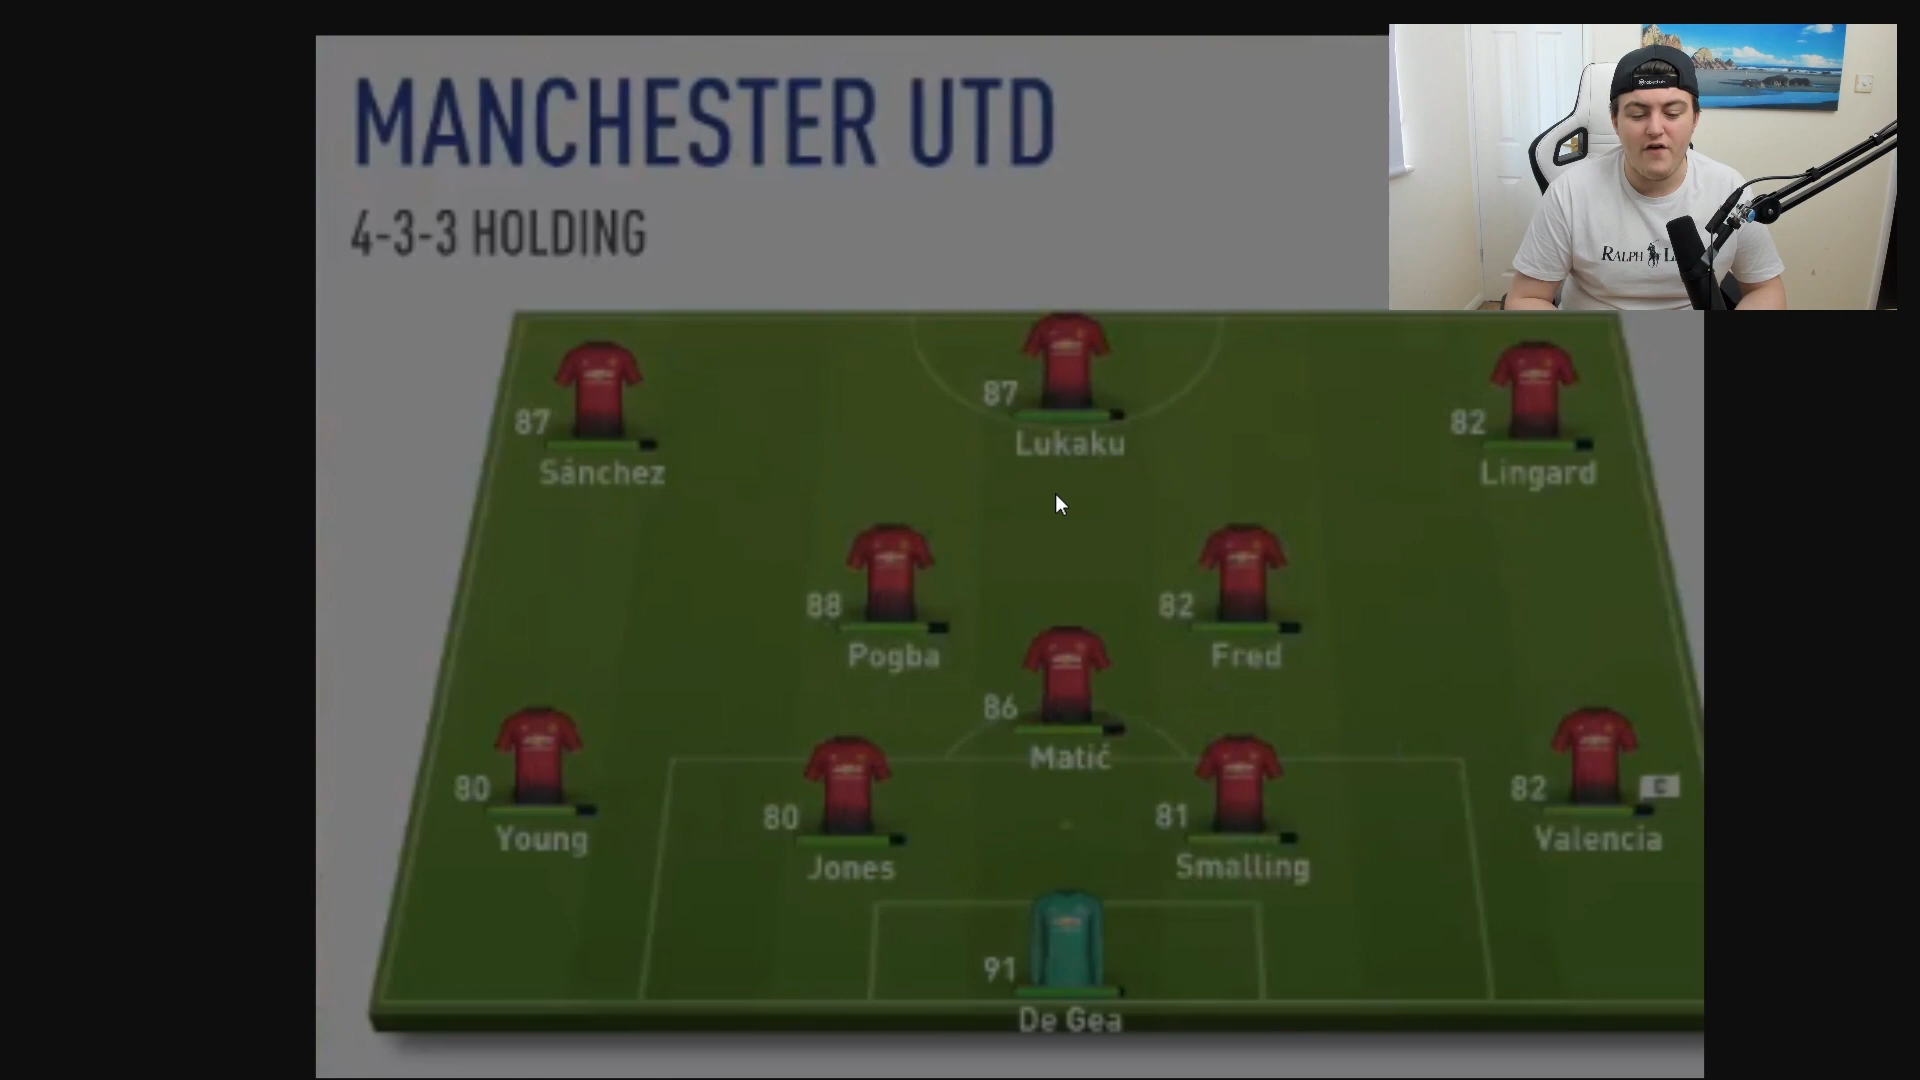 MANCHESTER UTD
4-3-3 HOLDING
RALPH
87
Sánchez
87
Lukaku
82
Lingard
88
Pogba
82
Fred
86
Matić
80
Young
80
Jones
81
Smalling
82
C
Valencia
91
De Gea